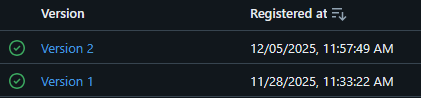 Version Registered at
Version 2 12/05/2025, 11:57:49 AM
Version 1 11/28/2025, 11:33:22 AM